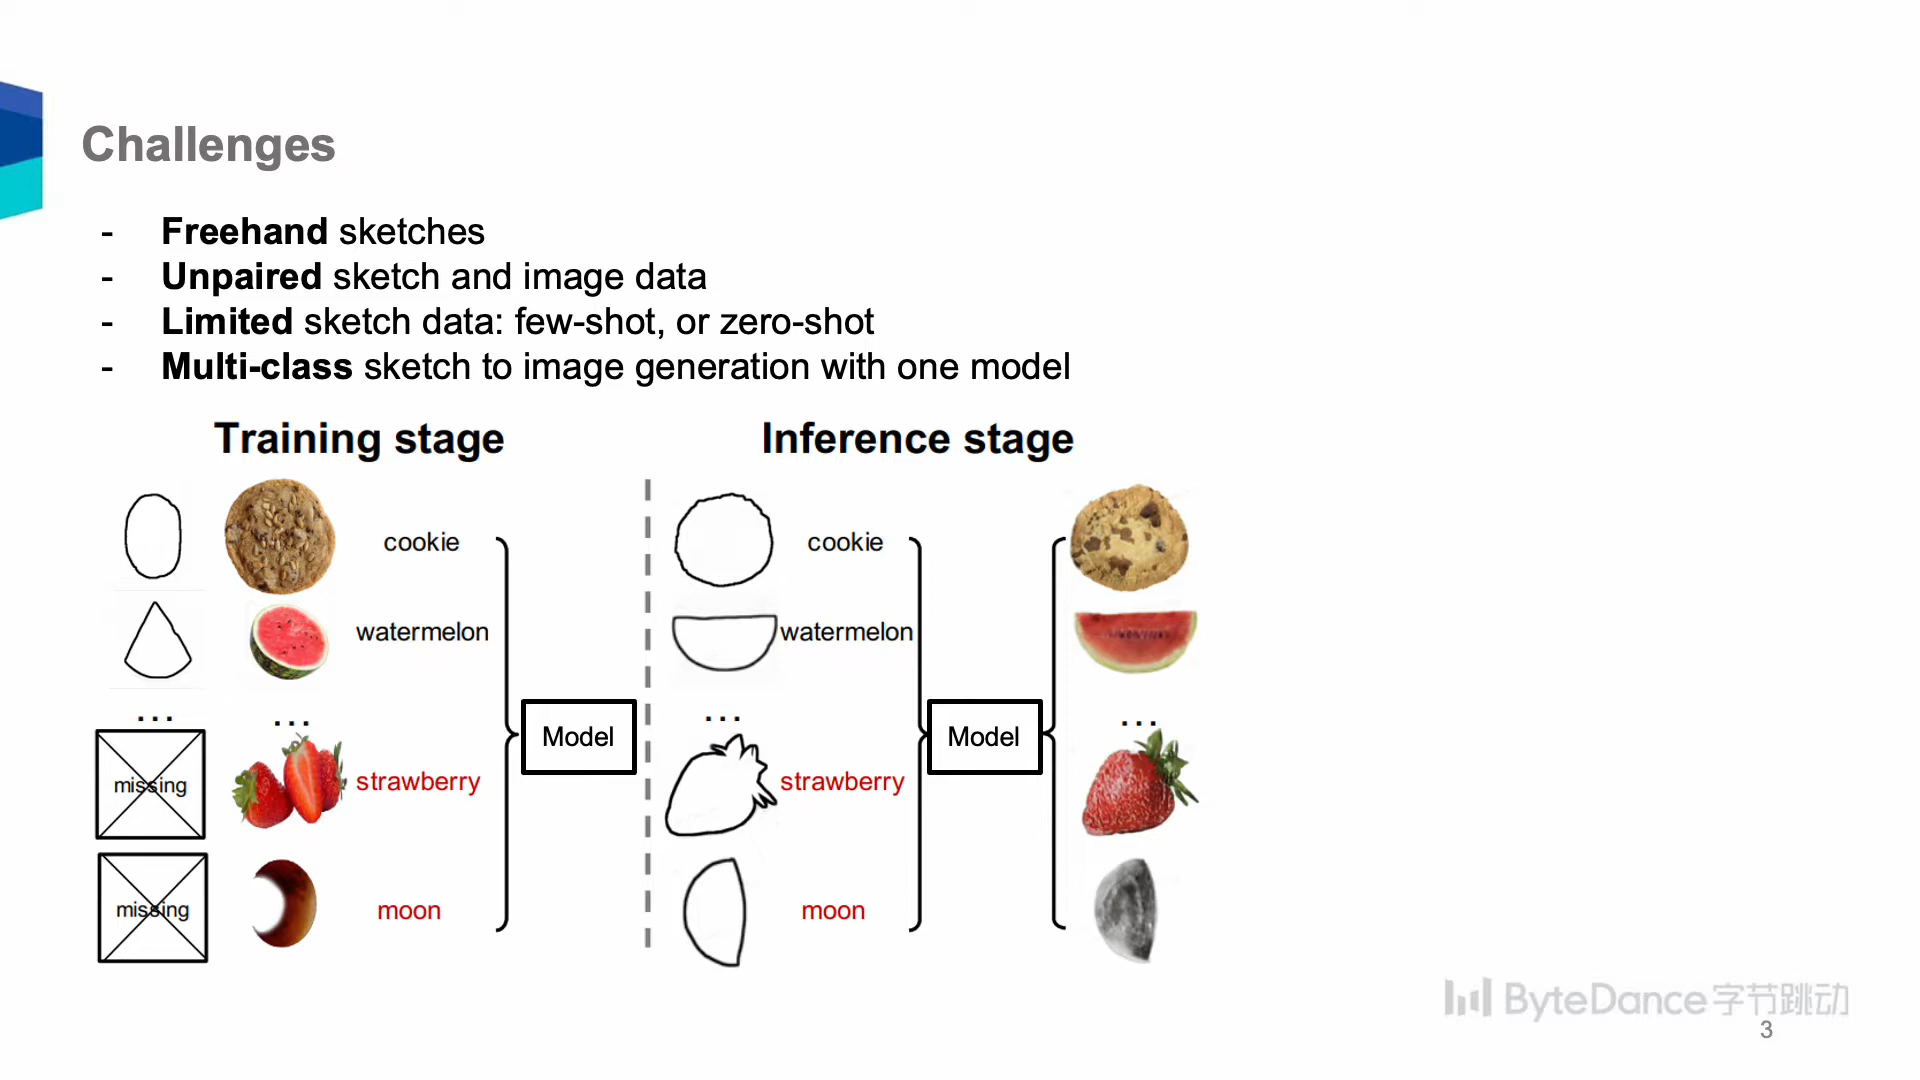 Challenges
- Freehand sketches
- Unpaired sketch and image data
- Limited sketch data: few-shot, or zero-shot
- Multi-class sketch to image generation with one model
Training stage
cookie
watermelon
... ...
missing strawberry
missing moon
Model
Inference stage
cookie
watermelon
... ...
strawberry
moon
Model
ByteDance字节跳动
3